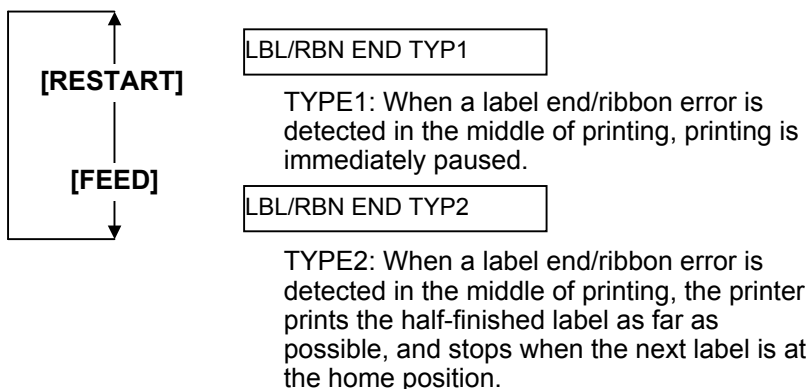 LBL/RBN END TYP1
[RESTART]
TYPE1: When a label end/ribbon error is
detected in the middle of printing, printing is
immediately paused.
[FEED]
LBL/RBN END TYP2
TYPE2: When a label end/ribbon error is
detected in the middle of printing, the printer
prints the half-finished label as far as
possible, and stops when the next label is at
the home position.